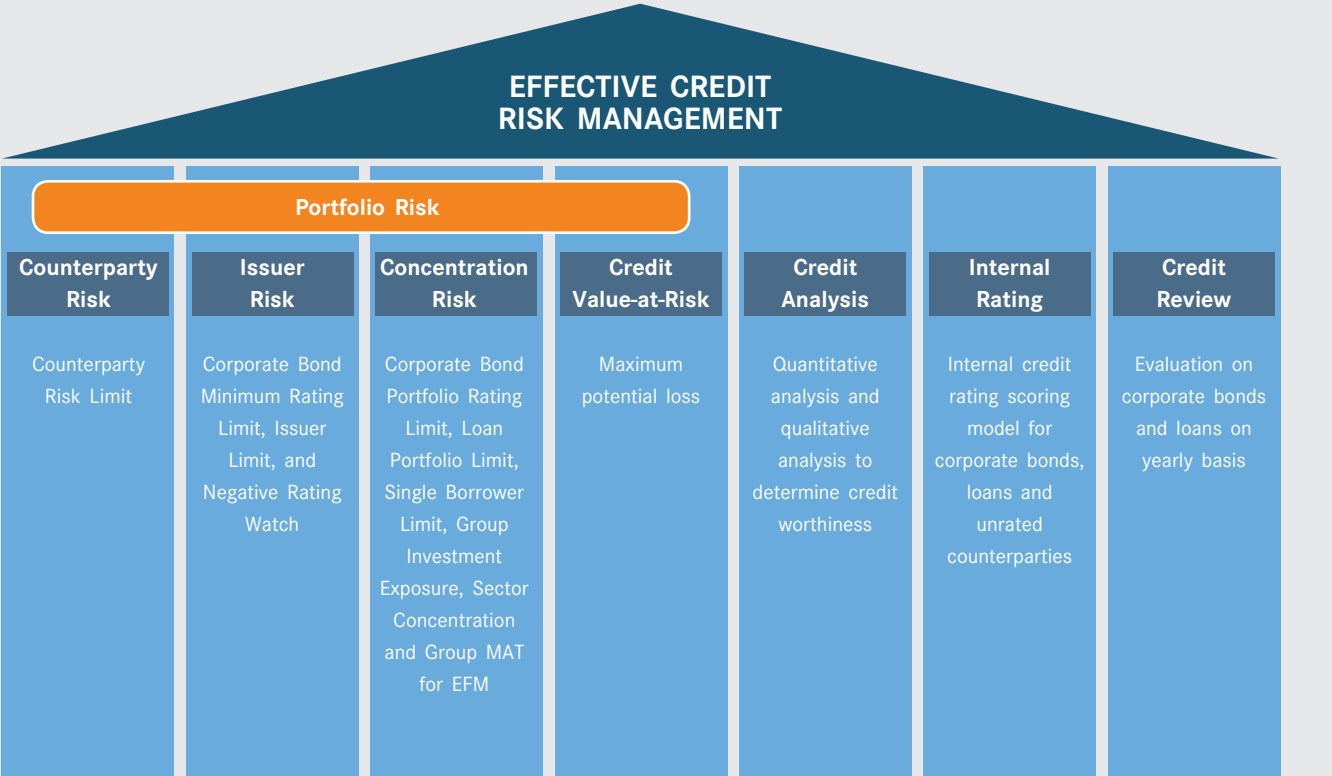 EFFECTIVE CREDIT
RISK MANAGEMENT
Portfolio Risk
Counterparty
Risk
Counterparty
Risk Limit
Issuer
Risk
Corporate Bond
Minimum Rating
Limit, Issuer
Limit, and
Negative Rating
Watch
Concentration
Risk
Corporate Bond
Portfolio Rating
Limit, Loan
Portfolio Limit,
Single Borrower
Limit, Group
Investment
Exposure, Sector
Concentration
and Group MAT
for EFM
Credit
Value-at-Risk
Maximum
potential loss
Credit
Analysis
Quantitative
analysis and
qualitative
analysis to
determine credit
worthiness
Internal
Rating
Internal credit
rating scoring
model for
corporate bonds,
loans and
unrated
counterparties
Credit
Review
Evaluation on
corporate bonds
and loans on
yearly basis